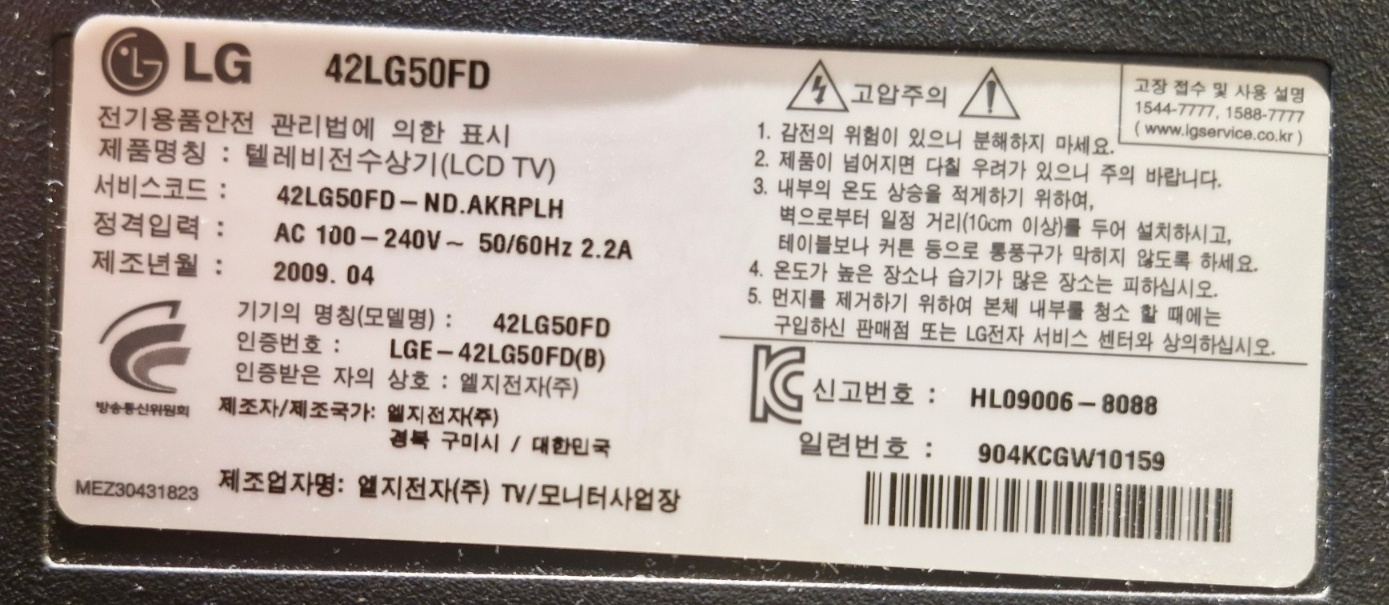 LG 42LG50FD
전기용품안전 관리법에 의한 표시
제품명칭 : 텔레비전수상기(LCD TV)
서비스코드 : 42LG50FD-ND.AKRPLH
정격입력 : AC 100-240V~ 50/60Hz 2.2A
제조년월 : 2009. 04
기기의 명칭(모델명) : 42LG50FD
인증번호 : LGE-42LG50FD(B)
인증받은 자의 상호 : 엘지전자(주)
방송통신위원회
제조자/제조국가: 엘지전자(주)
경북 구미시 / 대한민국
MEZ30431823
제조업자명: 엘지전자(주) TV/모니터사업장
고압주의
고장 접수 및 사용 설명
1544-7777, 1588-7777
( www.lgservice.co.kr )
1. 감전의 위험이 있으니 분해하지 마세요.
2. 제품이 넘어지면 다칠 우려가 있으니 주의 바랍니다.
3. 내부의 온도 상승을 적게하기 위하여,
벽으로부터 일정 거리(10cm 이상)를 두어 설치하시고,
테이블보나 커튼 등으로 통풍구가 막히지 않도록 하세요.
4. 온도가 높은 장소나 습기가 많은 장소는 피하십시오.
5. 먼지를 제거하기 위하여 본체 내부를 청소 할 때에는
구입하신 판매점 또는 LG전자 서비스 센터와 상의하십시오.
신고번호 : HL09006-8088
일련번호 : 904KCGW10159